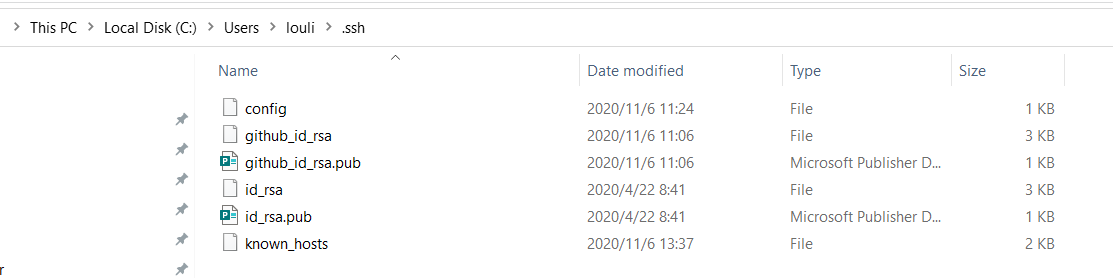 This PC > Local Disk (C:) > Users > louli > .ssh
Name Date modified Type Size
config 2020/11/6 11:24 File 1 KB
github_id_rsa 2020/11/6 11:06 File 3 KB
github_id_rsa.pub 2020/11/6 11:06 Microsoft Publisher D... 1 KB
id_rsa 2020/4/22 8:41 File 3 KB
id_rsa.pub 2020/4/22 8:41 Microsoft Publisher D... 1 KB
known_hosts 2020/11/6 13:37 File 2 KB
r